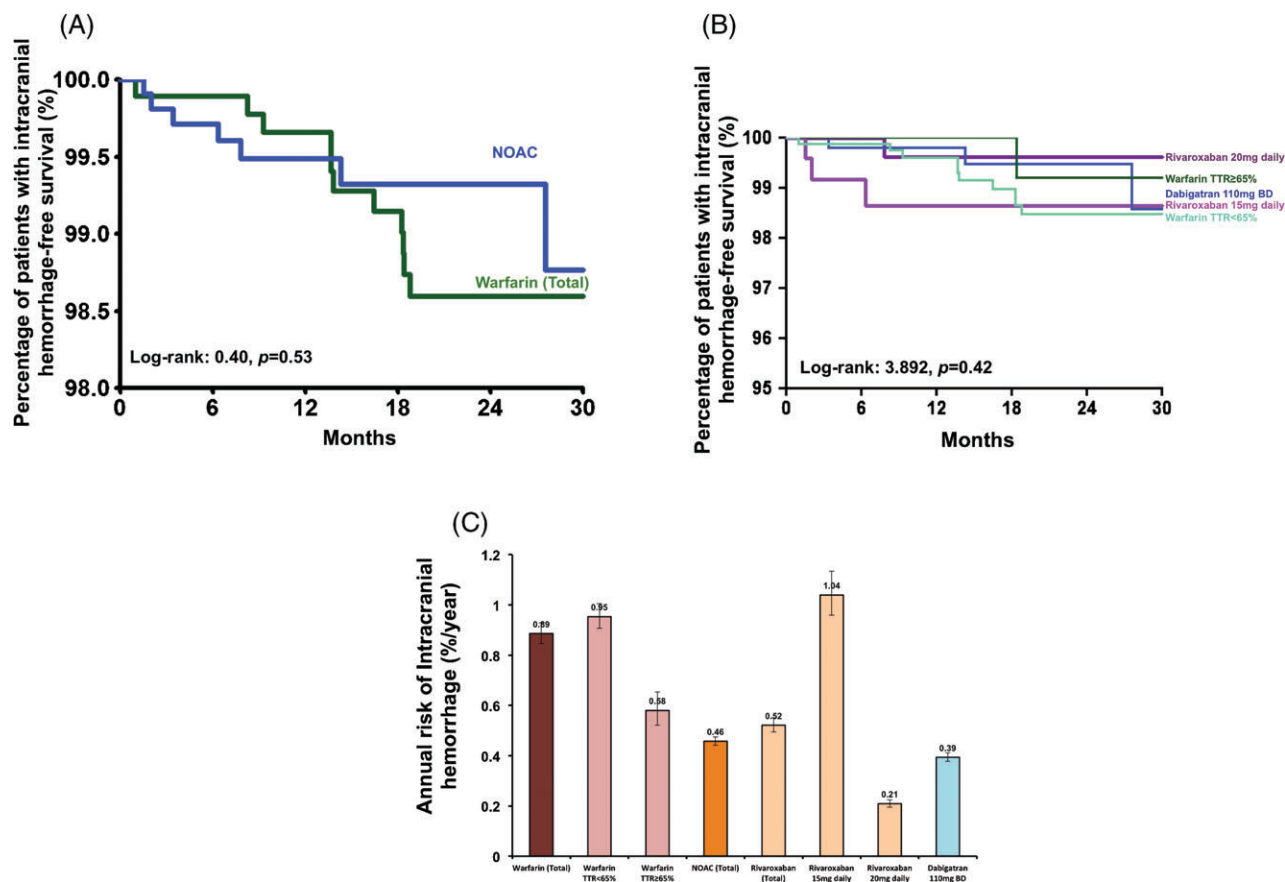 (A)
Percentage of patients with intracranial
hemorrhage-free survival (%)
100.0
99.5
99.0
98.5
98.0
NOAC
Warfarin (Total)
Log-rank: 0.40, p=0.53
0 6 12 18 24 30
Months
(B)
Percentage of patients with intracranial
hemorrhage-free survival (%)
100
99
98
97
96
95
Rivaroxaban 20mg daily
Warfarin TTR≥65%
Dabigatran 110mg BD
Rivaroxaban 15mg daily
Warfarin TTR<65%
Log-rank: 3.892, p=0.42
0 6 12 18 24 30
Months
(C)
Annual risk of Intracranial
hemorrhage (%/year)
1.2
1
0.8
0.6
0.4
0.2
0
0.89
0.95
0.58
0.46
0.52
1.04
0.21
0.39
Warfarin (Total)
Warfarin
TTR<65%
Warfarin
TTR≥65%
NOAC (Total)
Rivaroxaban
(Total)
Rivaroxaban
15mg daily
Rivaroxaban
20mg daily
Dabigatran
110mg BD